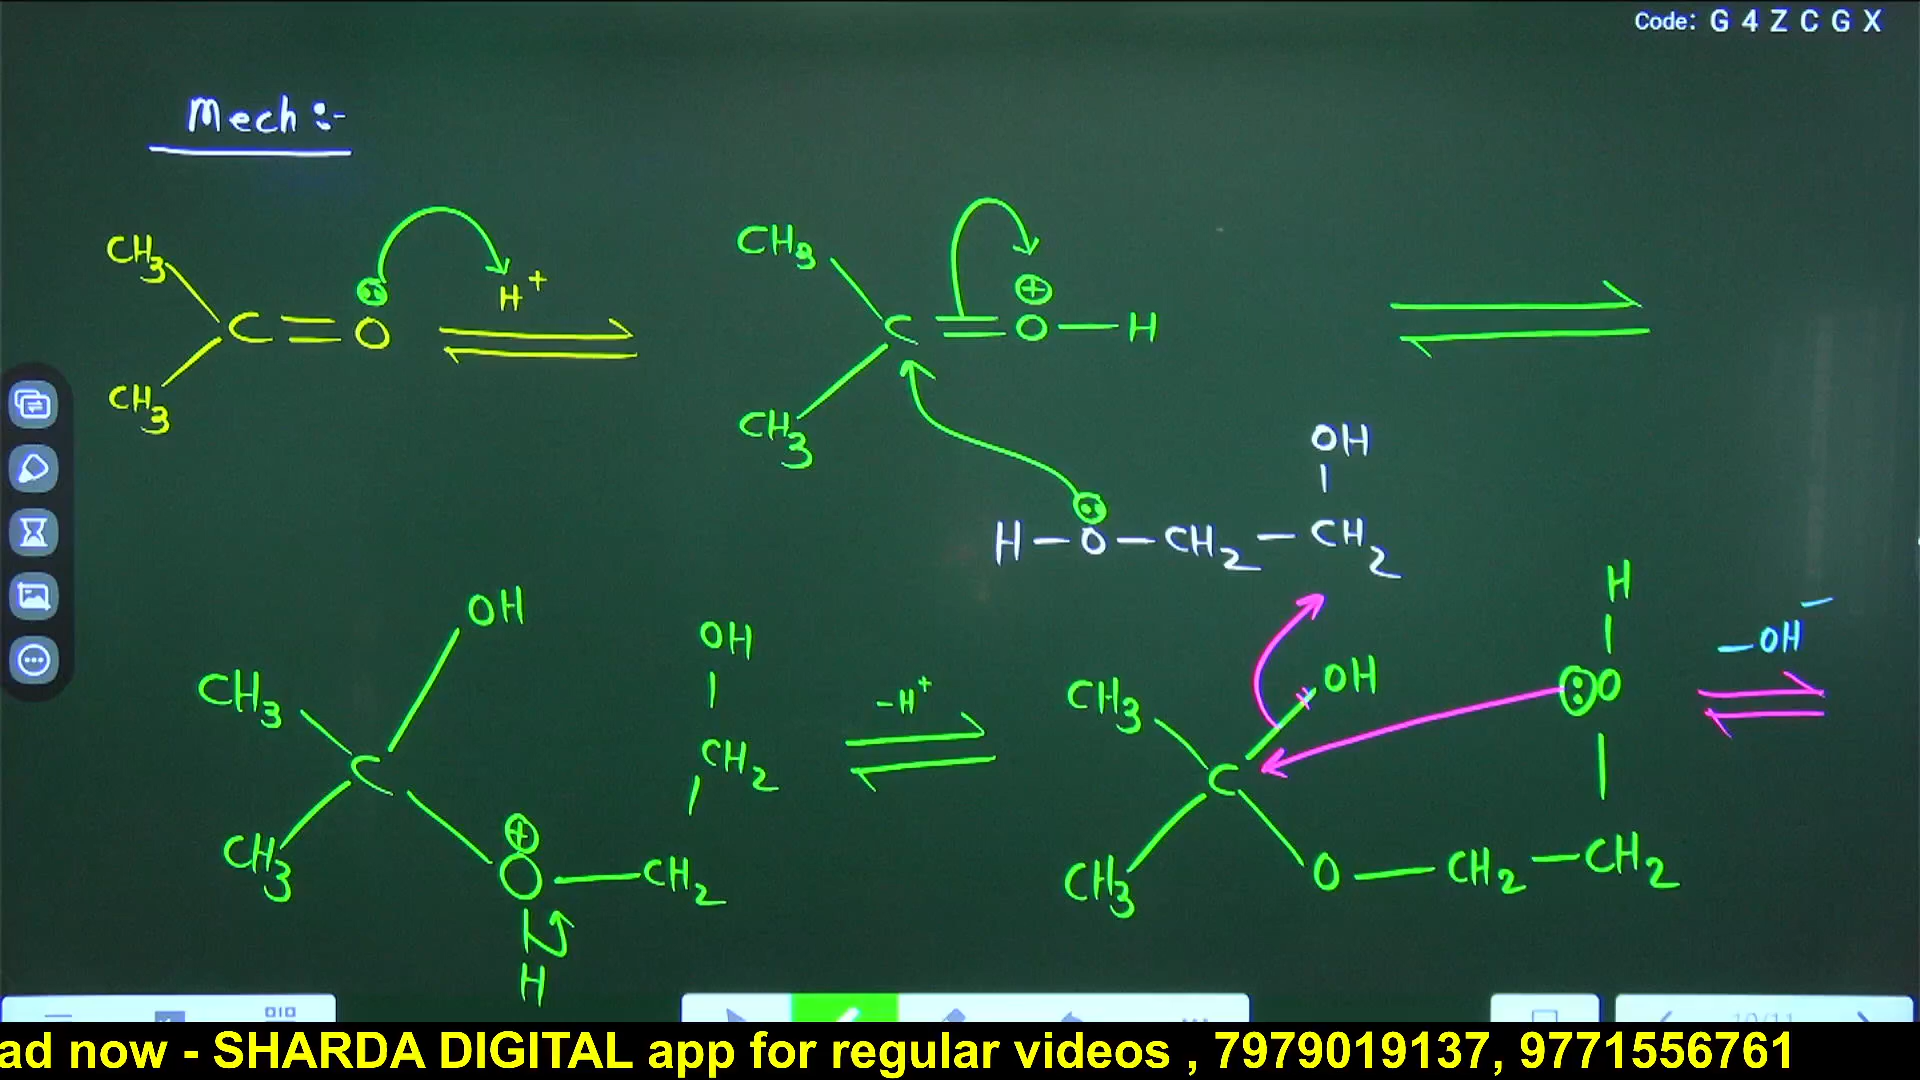 Code: G 4 Z C G X
Mech :-
CH3
C = O
H+
CH3
CH3
C = O — H
⊕
CH3
OH
H — O — CH2 — CH2
OH
CH3
C
CH3
⊕
O — CH2
H
OH
CH2
-H+
CH3
OH
C
CH3
O — CH2 — CH2
H
O
— OH−
ad now - SHARDA DIGITAL app for regular videos , 7979019137, 9771556761